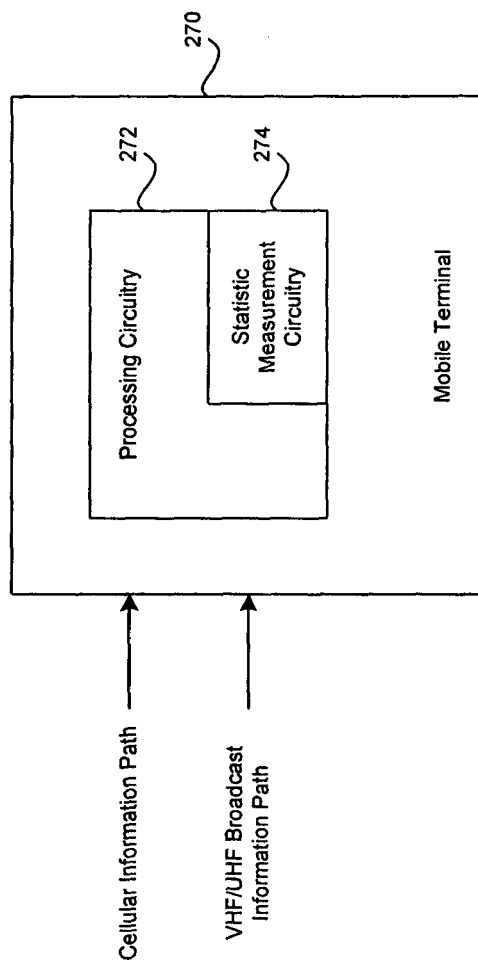 270
272
274
Processing Circuitry
Statistic
Measurement
Circuitry
Mobile Terminal
Cellular Information Path
VHF/UHF Broadcast
Information Path